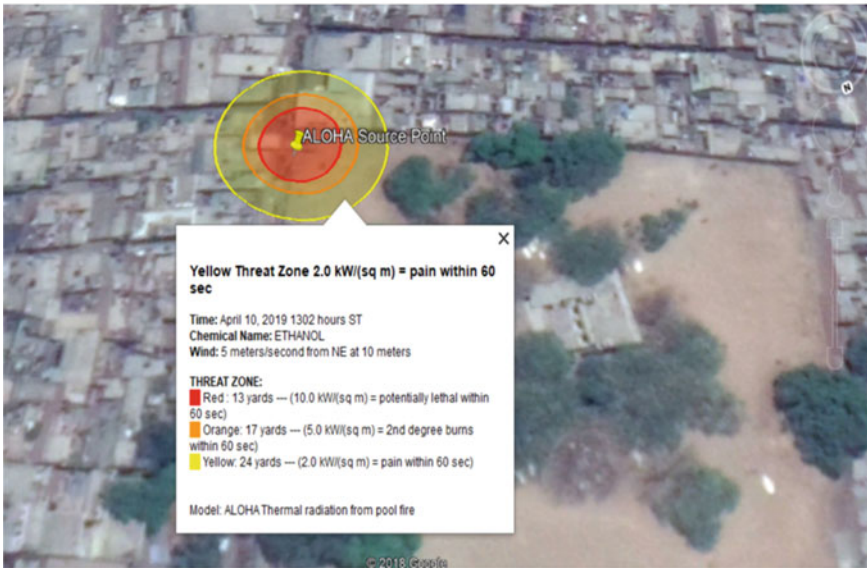 ALOHA Source Point
N
X
Yellow Threat Zone 2.0 kW/(sq m) = pain within 60
sec
Time: April 10, 2019 1302 hours ST
Chemical Name: ETHANOL
Wind: 5 meters/second from NE at 10 meters
THREAT ZONE:
Red : 13 yards --- (10.0 kW/(sq m) = potentially lethal within
60 sec)
Orange: 17 yards --- (5.0 kW/(sq m) = 2nd degree burns
within 60 sec)
Yellow: 24 yards --- (2.0 kW/(sq m) = pain within 60 sec)
Model: ALOHA Thermal radiation from pool fire
© 2018 Google